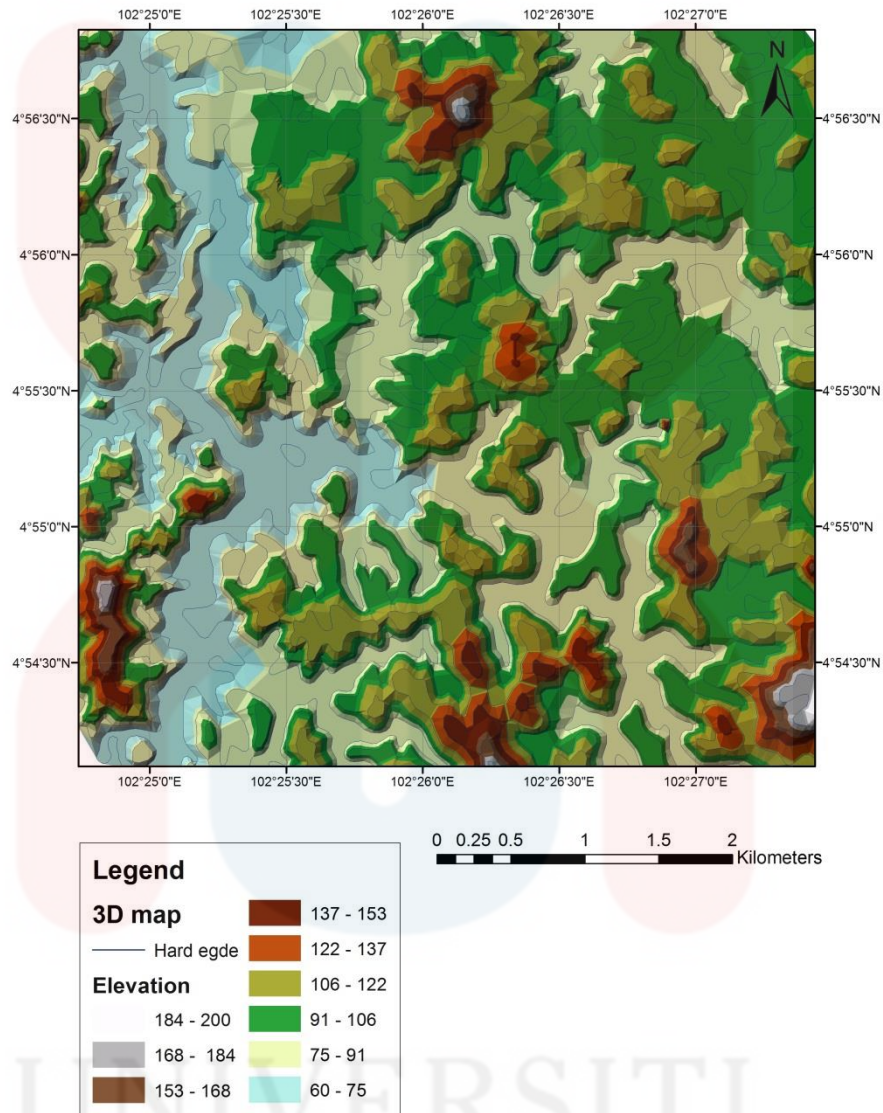 102°25'0"E 102°25'30"E 102°26'0"E 102°26'30"E 102°27'0"E
N
4°56'30"N 4°56'30"N
4°56'0"N 4°56'0"N
4°55'30"N 4°55'30"N
4°55'0"N 4°55'0"N
4°54'30"N 4°54'30"N
102°25'0"E 102°25'30"E 102°26'0"E 102°26'30"E 102°27'0"E
0 0.25 0.5 1 1.5 2
Kilometers
Legend
3D map
Hard egde
Elevation
184 - 200
168 - 184
153 - 168
137 - 153
122 - 137
106 - 122
91 - 106
75 - 91
60 - 75
UNIVERSITI